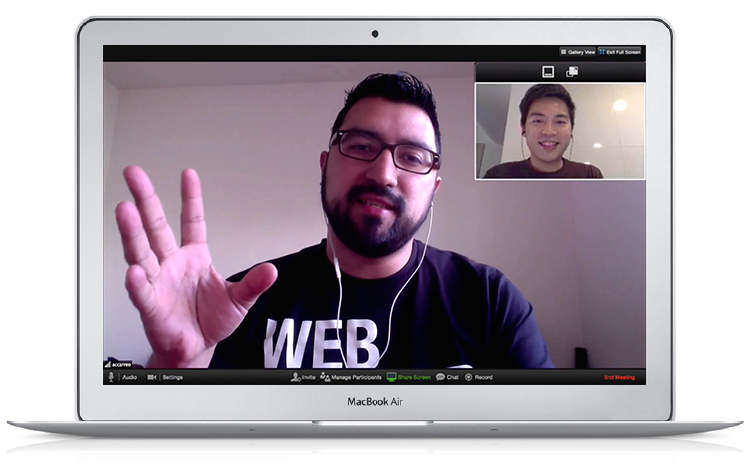 Gallery View Exit Full Screen
WEB
accarreo
Audio Settings Invite Manage Participants Share Screen Chat Record End Meeting
MacBook Air